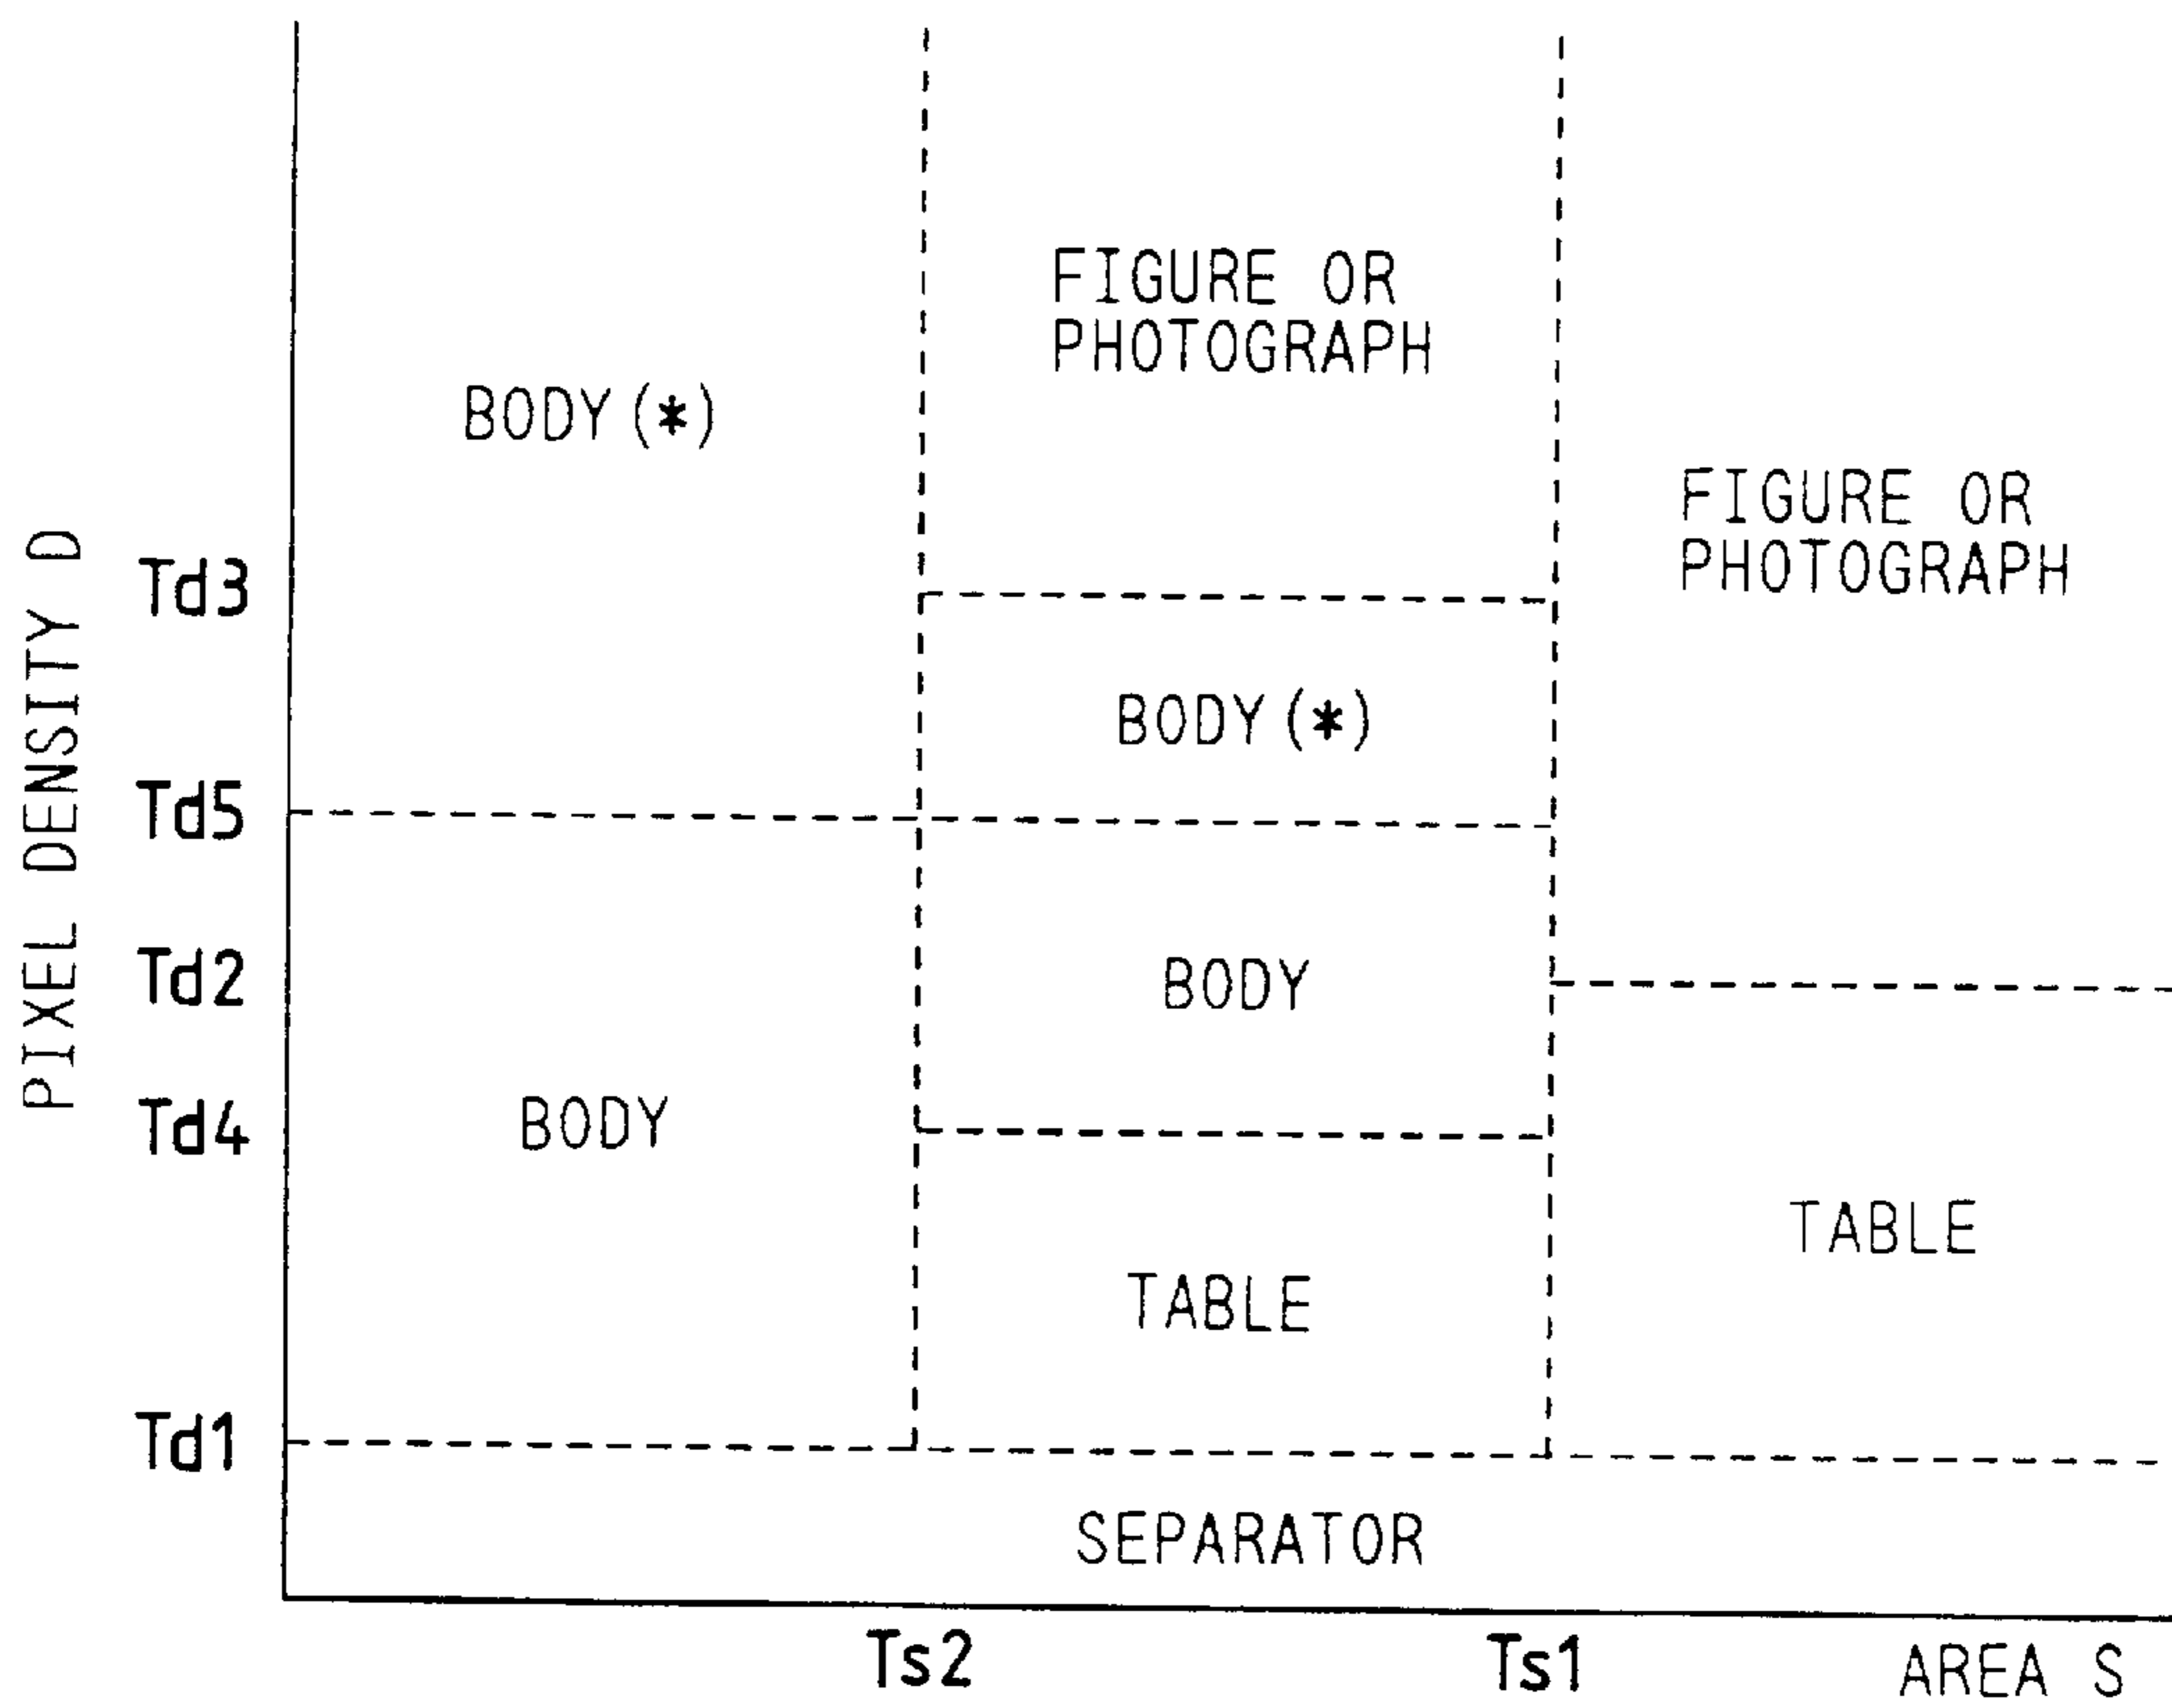 FIGURE OR
PHOTOGRAPH
BODY(*)
FIGURE OR
PHOTOGRAPH
PIXEL DENSITY D
Td3
BODY(*)
Td5
Td2
BODY
Td4
BODY
TABLE
TABLE
Td1
SEPARATOR
Ts2
Ts1
AREA S